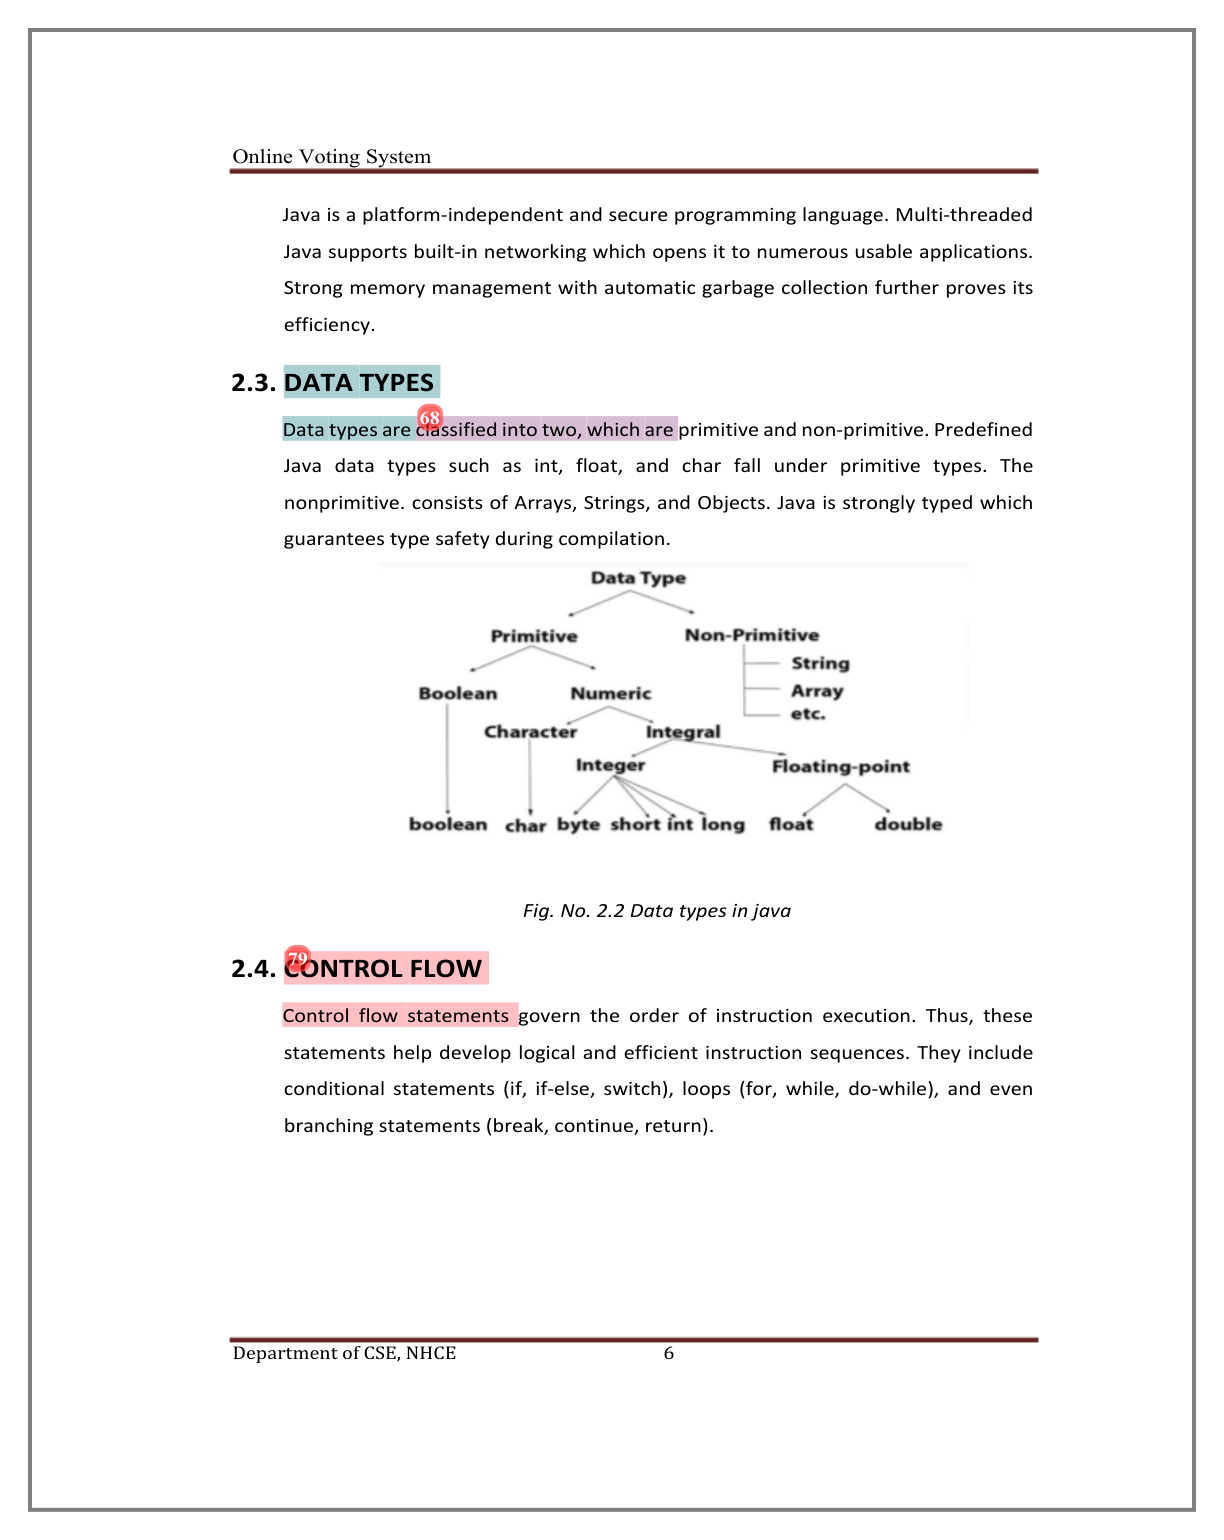 Online Voting System
Java is a platform-independent and secure programming language. Multi-threaded
Java supports built-in networking which opens it to numerous usable applications.
Strong memory management with automatic garbage collection further proves its
efficiency.
2.3. DATA TYPES
68
Data types are classified into two, which are primitive and non-primitive. Predefined
Java data types such as int, float, and char fall under primitive types. The
nonprimitive. consists of Arrays, Strings, and Objects. Java is strongly typed which
guarantees type safety during compilation.
Data Type
Primitive Non-Primitive
String
Boolean Numeric Array
etc.
Character Integral
Integer Floating-point
boolean char byte short int long float double
Fig. No. 2.2 Data types in java
79
2.4. CONTROL FLOW
Control flow statements govern the order of instruction execution. Thus, these
statements help develop logical and efficient instruction sequences. They include
conditional statements (if, if-else, switch), loops (for, while, do-while), and even
branching statements (break, continue, return).
Department of CSE, NHCE 6